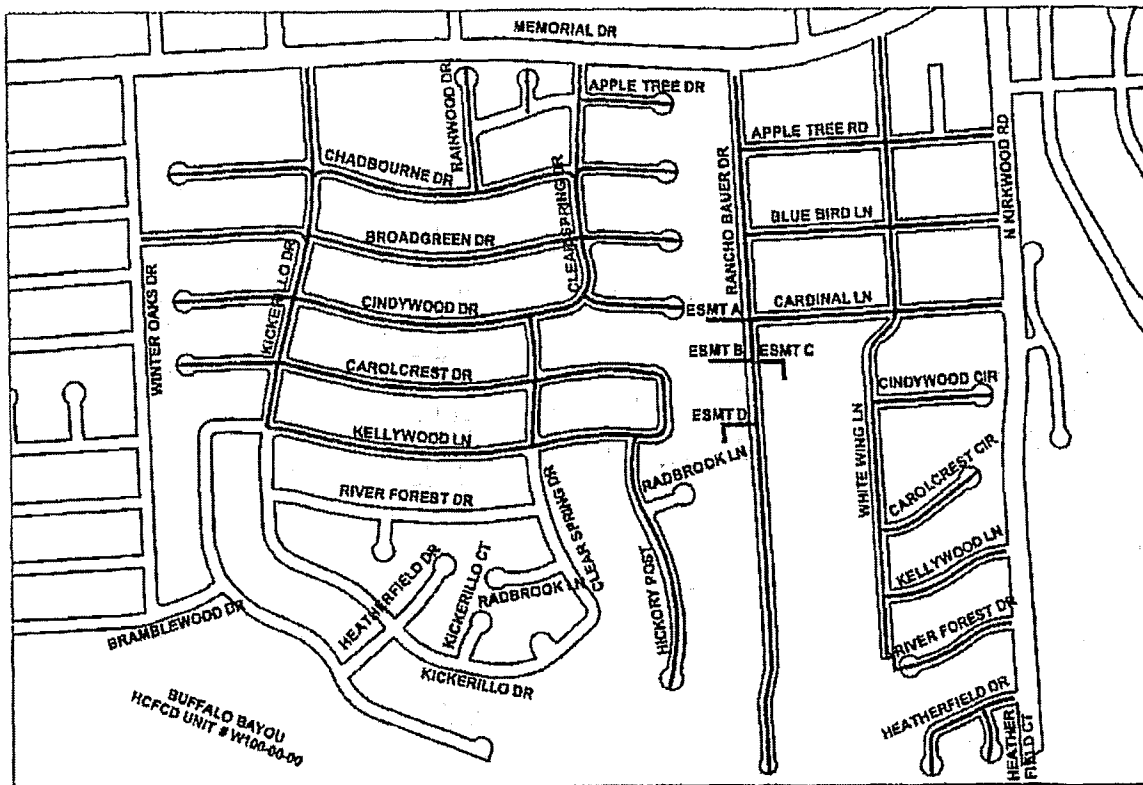 MEMORIAL DR
RAINWOOD DR
APPLE TREE DR
APPLE TREE RD
N KIRKWOOD RD
CHADBOURNE DR
CLEAR SPRING DR
RANCHO BAUER DR
BLUE BIRD LN
BROADGREEN DR
KICKERILLO DR
WINTER OAKS DR
CINDYWOOD DR
ESMT A
CARDINAL LN
ESMT B
ESMT C
CAROLCREST DR
CINDYWOOD CIR
ESMT D
KELLYWOOD LN
WHITE WING LN
RADBROOK LN
CAROLCREST CIR
RIVER FOREST DR
CLEAR SPRING DR
KELLYWOOD LN
HEATHERFIELD DR
KICKERILLO CT
RADBROOK LN
HICKORY POST
BRAMBLEWOOD DR
RIVER FOREST DR
KICKERILLO DR
HEATHERFIELD DR
BUFFALO BAYOU
HCFCD UNIT # W100-00-00
HEATHER
FIELD CT